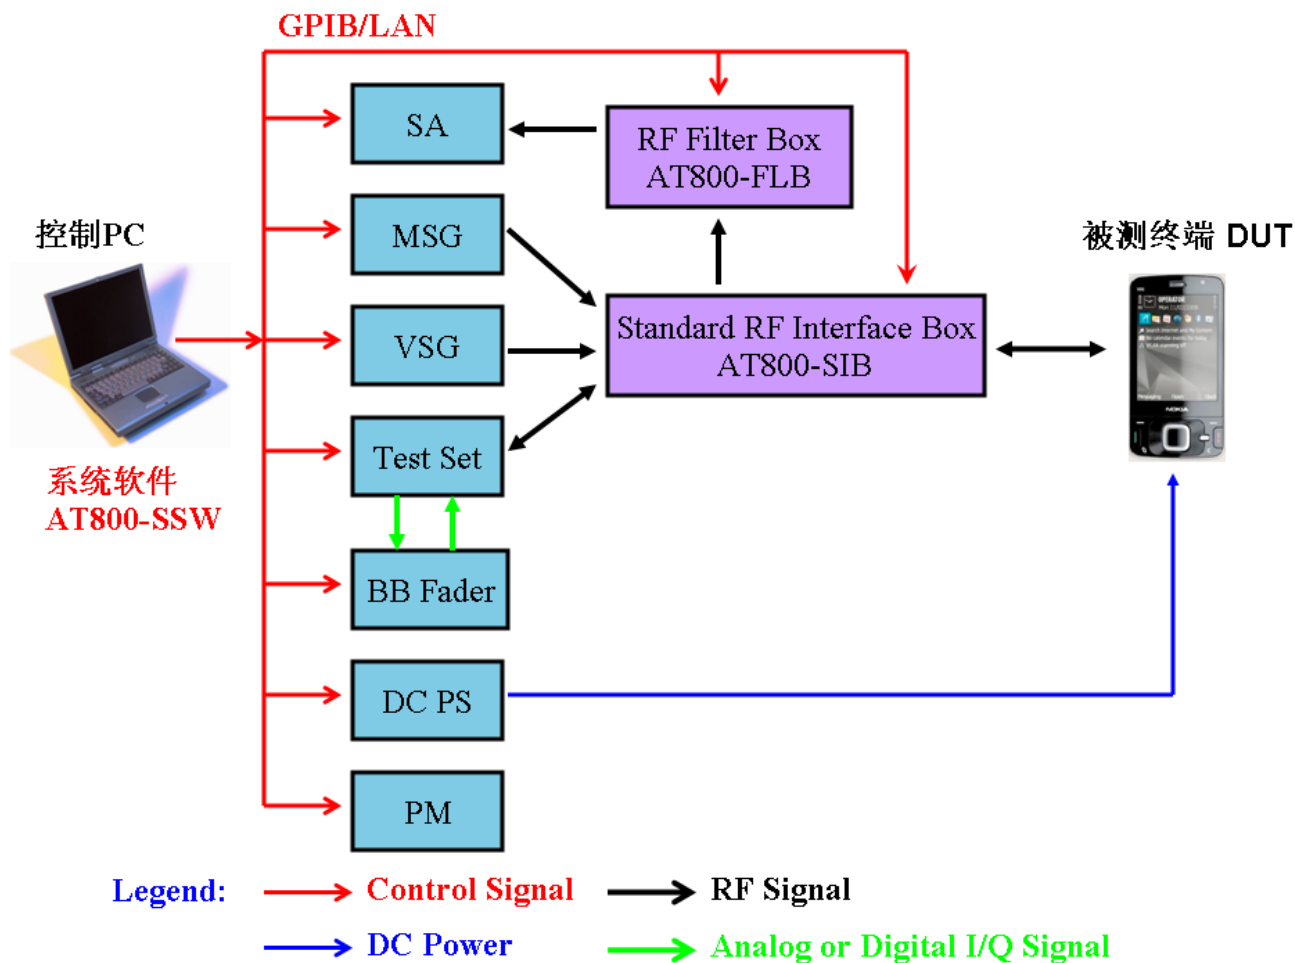 GPIB/LAN
SA
RF Filter Box
AT800-FLB
MSG
控制PC
被测终端 DUT
VSG
Standard RF Interface Box
AT800-SIB
Test Set
系统软件
AT800-SSW
BB Fader
DC PS
PM
Legend:
Control Signal
RF Signal
DC Power
Analog or Digital I/Q Signal
OPERATOR
NOKIA